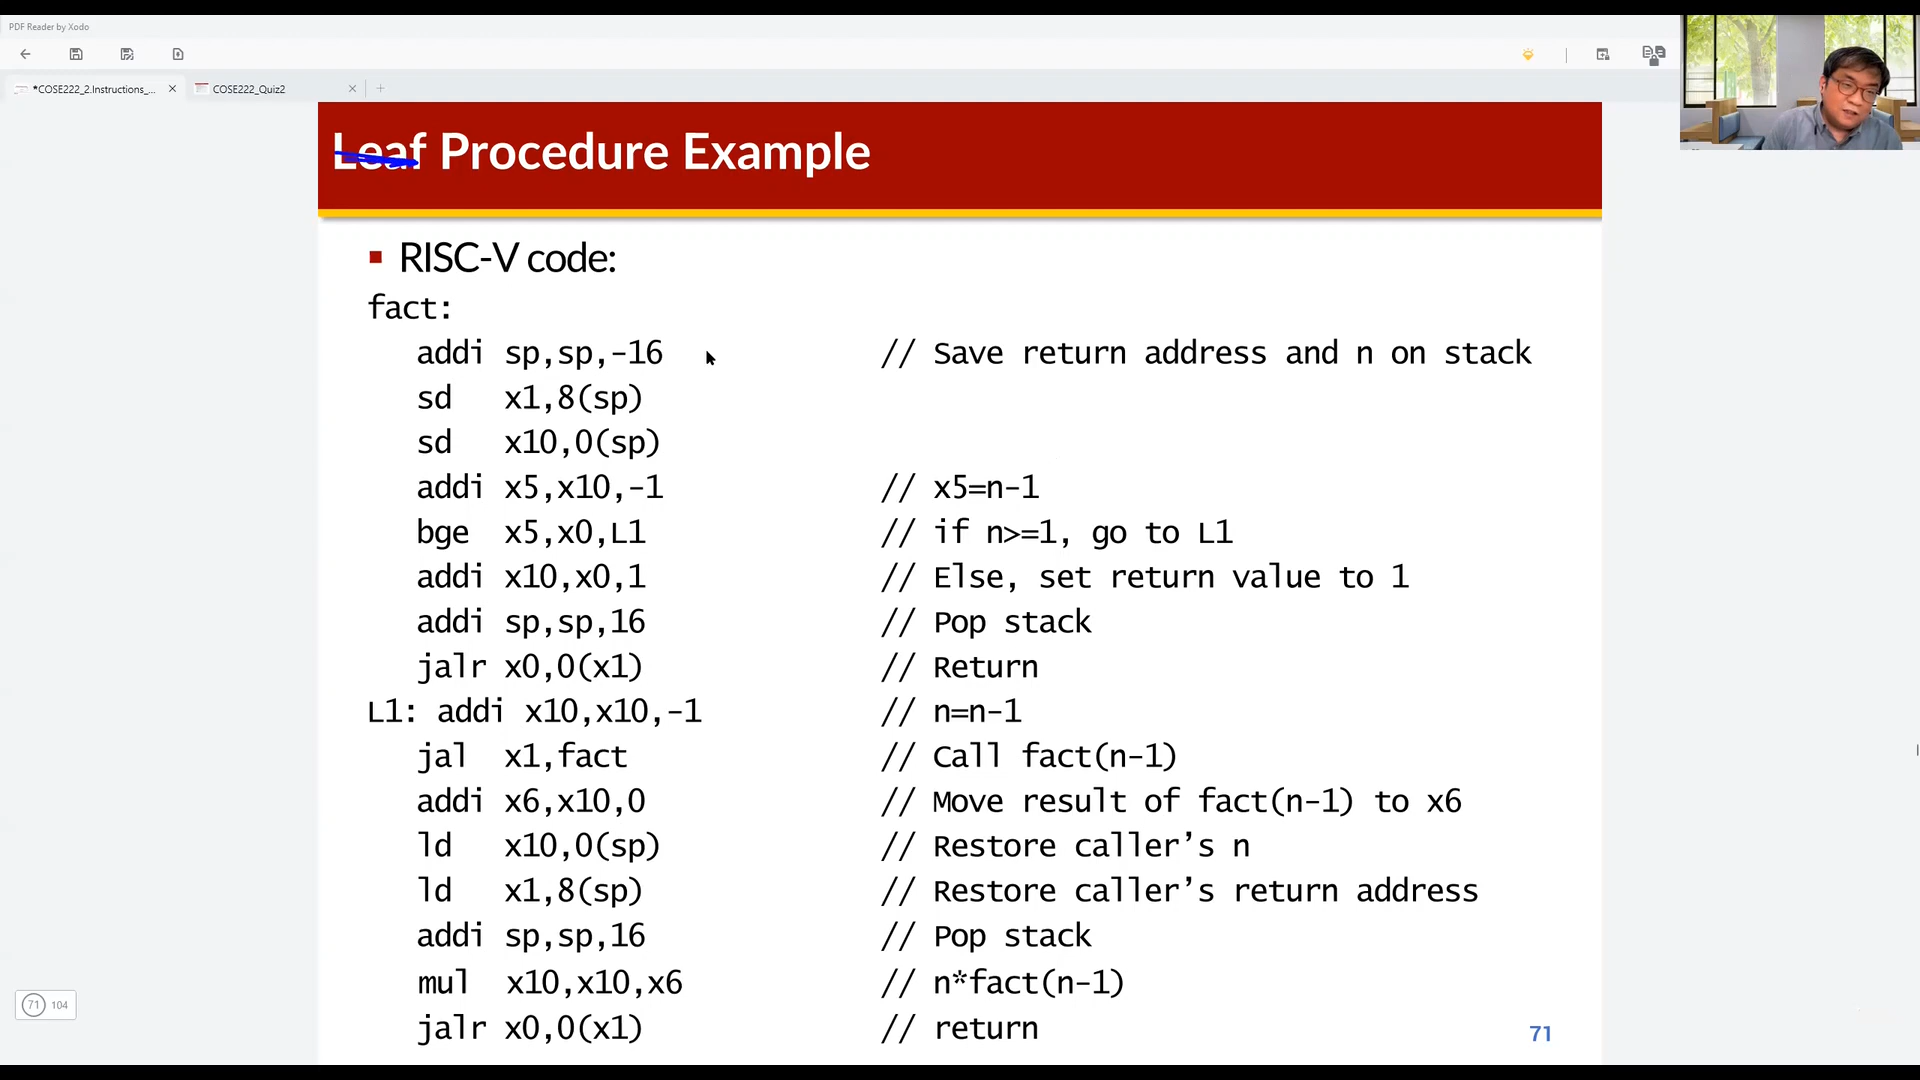 PDF Reader by Xodo
*COSE222_2.Instructions_...
COSE222_Quiz2
Leaf Procedure Example
RISC-V code:
fact:
addi sp,sp,-16 // Save return address and n on stack
sd x1,8(sp)
sd x10,0(sp)
addi x5,x10,-1 // x5=n-1
bge x5,x0,L1 // if n>=1, go to L1
addi x10,x0,1 // Else, set return value to 1
addi sp,sp,16 // Pop stack
jalr x0,0(x1) // Return
L1: addi x10,x10,-1 // n=n-1
jal x1,fact // Call fact(n-1)
addi x6,x10,0 // Move result of fact(n-1) to x6
ld x10,0(sp) // Restore caller’s n
ld x1,8(sp) // Restore caller’s return address
addi sp,sp,16 // Pop stack
mul x10,x10,x6 // n*fact(n-1)
jalr x0,0(x1) // return
71 104
71